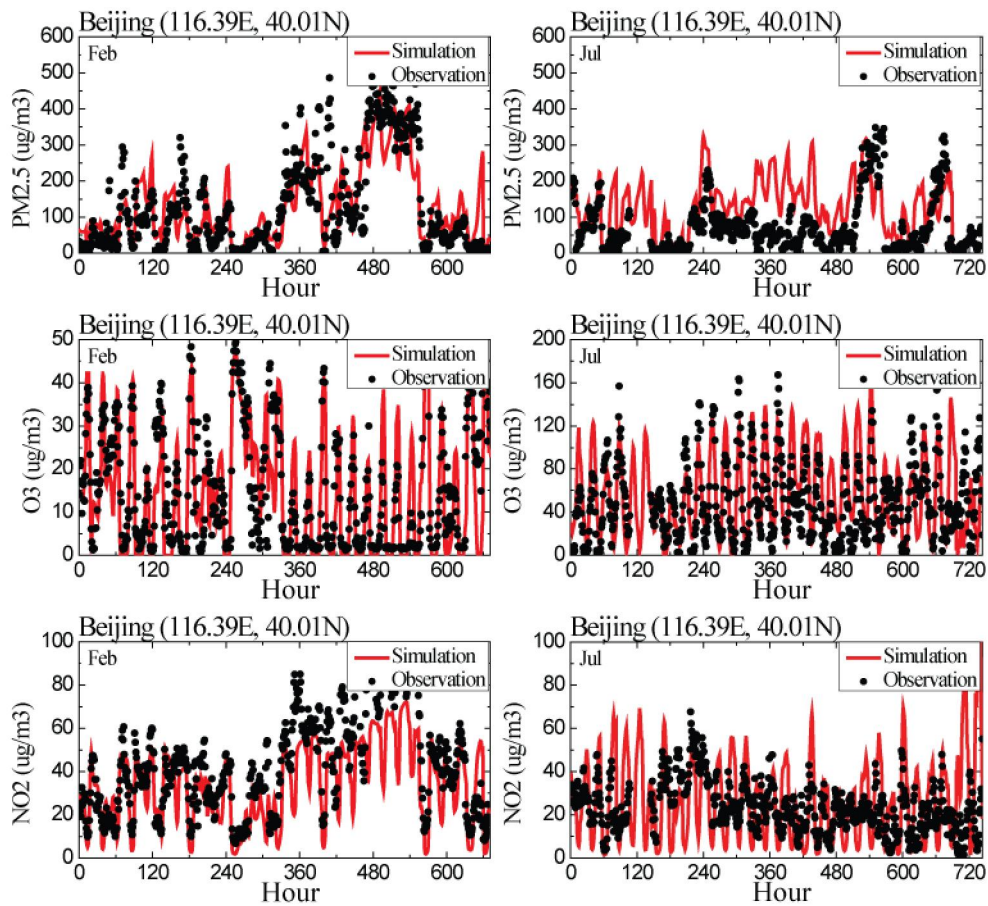 Beijing (116.39E, 40.01N)
Feb
Simulation
Observation
PM2.5 (ug/m3)
600
500
400
300
200
100
0
0 120 240 360 480 600
Hour
Beijing (116.39E, 40.01N)
Jul
Simulation
Observation
PM2.5 (ug/m3)
600
500
400
300
200
100
0
0 120 240 360 480 600 720
Hour
Beijing (116.39E, 40.01N)
Feb
Simulation
Observation
O3 (ug/m3)
50
40
30
20
10
0
0 120 240 360 480 600
Hour
Beijing (116.39E, 40.01N)
Jul
Simulation
Observation
O3 (ug/m3)
200
160
120
80
40
0
0 120 240 360 480 600 720
Hour
Beijing (116.39E, 40.01N)
Feb
Simulation
Observation
NO2 (ug/m3)
100
80
60
40
20
0
0 120 240 360 480 600
Hour
Beijing (116.39E, 40.01N)
Jul
Simulation
Observation
NO2 (ug/m3)
100
80
60
40
20
0
0 120 240 360 480 600 720
Hour